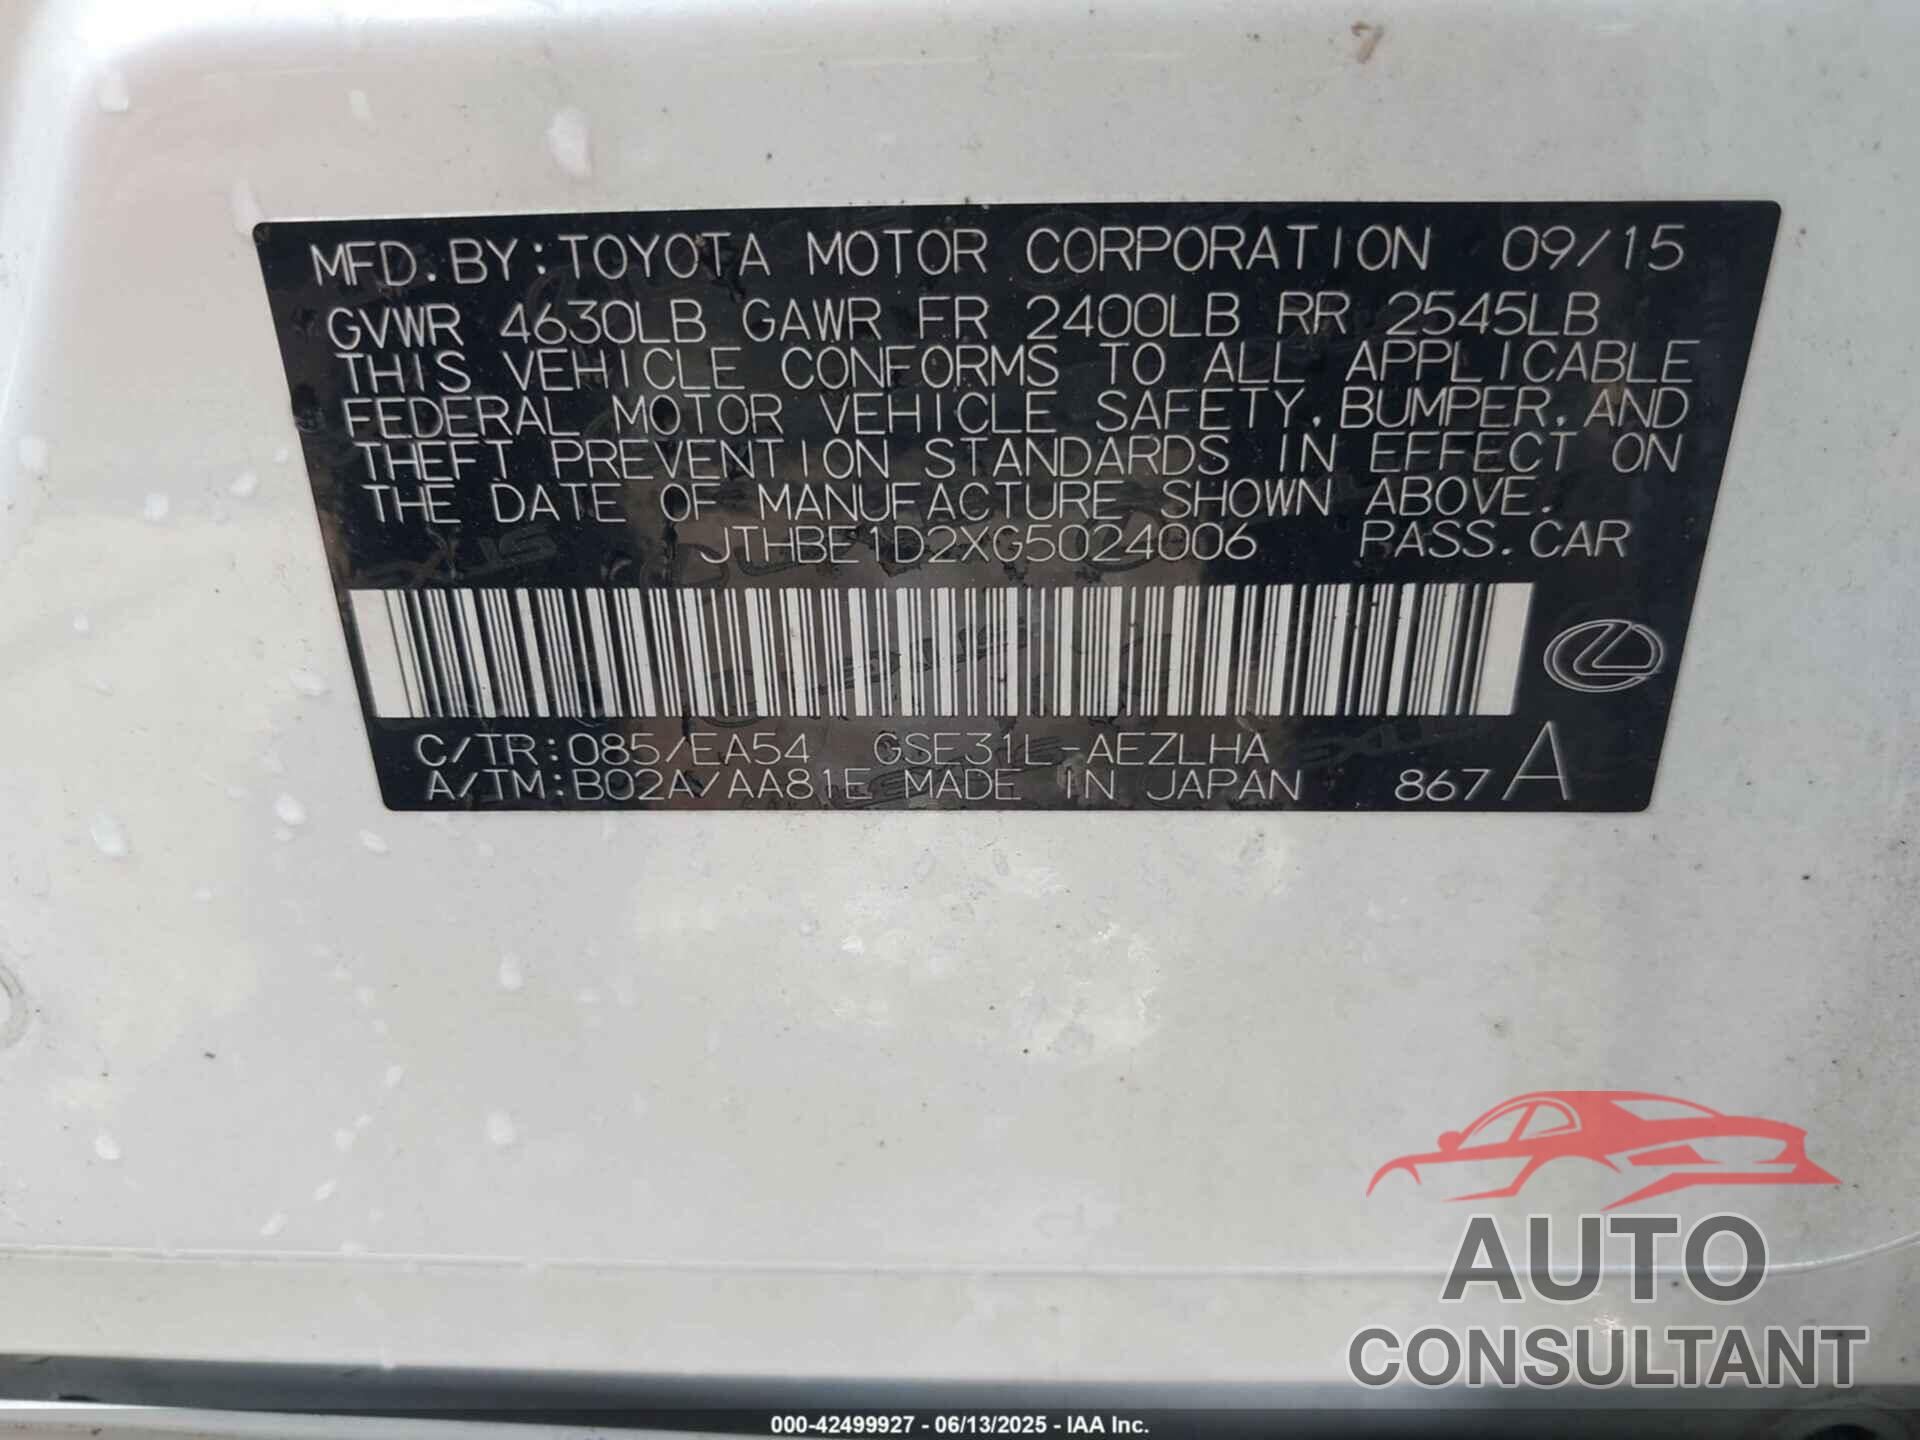 MFD.BY:TOYOTA MOTOR CORPORATION 09/15
GVWR 4630LB GAWR FR 2400LB RR 2545LB
THIS VEHICLE CONFORMS TO ALL APPLICABLE
FEDERAL MOTOR VEHICLE SAFETY,BUMPER,AND
THEFT PREVENTION STANDARDS IN EFFECT ON
THE DATE OF MANUFACTURE SHOWN ABOVE.
JTHBE1D2XG5024006 PASS.CAR
C/TR:085/EA54 GSE31L-AEZLHA
A/TM:B02A/AA81E MADE IN JAPAN 867 A
AUTO
CONSULTANT
000-42499927 - 06/13/2025 - IAA Inc.